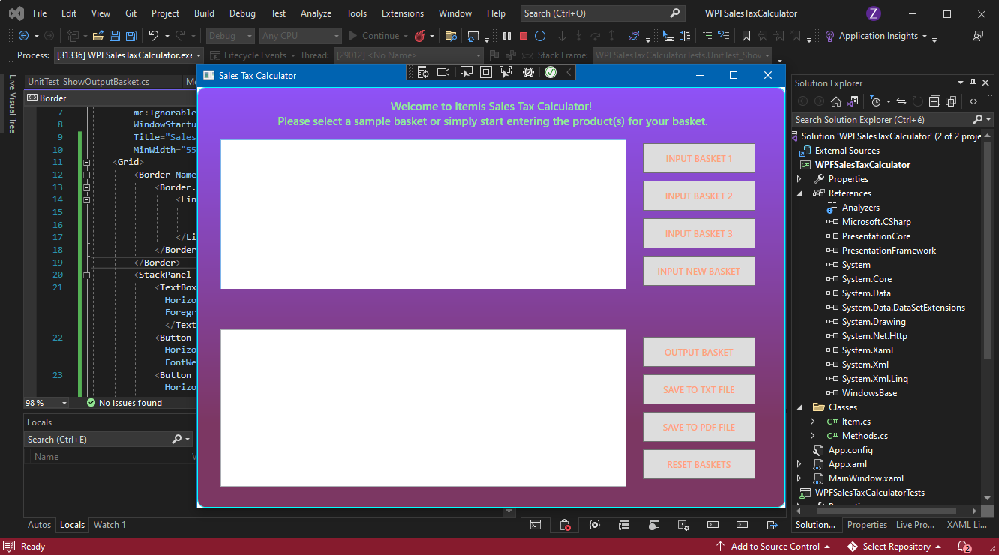 File Edit View Git Project Build Debug Test Analyze Tools Extensions Window Help Search (Ctrl+Q) WPFSalesTaxCalculator Z
Debug Any CPU Continue Application Insights
Process: [31336] WPFSalesTaxCalculator.exe Lifecycle Events Thread: [29012] <No Name> Stack Frame: WPFSalesTaxCalculatorTests.UnitTest_Show
Live Visual Tree
UnitTest_ShowOutputBasket.cs Me
Border
7 mc:Ignorable
8 WindowStartu
9 Title="Sales
10 MinWidth="55
11 <Grid>
12 <Border Name
13 <Border.
14 <Lin
15
16
17 </Li
18 </Border
19 </Border>
20 <StackPanel
21 <TextBox
Horizo
Foregr
</Text
22 <Button
Horizo
FontWe
23 <Button
Horizo
98 % No issues found
Locals
Search (Ctrl+E)
Name V
Autos Locals Watch 1
Sales Tax Calculator
Welcome to itemis Sales Tax Calculator!
Please select a sample basket or simply start entering the product(s) for your basket.
INPUT BASKET 1
INPUT BASKET 2
INPUT BASKET 3
INPUT NEW BASKET
OUTPUT BASKET
SAVE TO TXT FILE
SAVE TO PDF FILE
RESET BASKETS
Solution Explorer
Search Solution Explorer (Ctrl+é)
Solution 'WPFSalesTaxCalculator' (2 of 2 proje
External Sources
WPFSalesTaxCalculator
Properties
References
Analyzers
Microsoft.CSharp
PresentationCore
PresentationFramework
System
System.Core
System.Data
System.Data.DataSetExtensions
System.Drawing
System.Net.Http
System.Xaml
System.Xml
System.Xml.Linq
WindowsBase
Classes
C# Item.cs
C# Methods.cs
App.config
App.xaml
MainWindow.xaml
WPFSalesTaxCalculatorTests
Solution... Properties Live Pro... XAML Li...
Ready Add to Source Control Select Repository 2